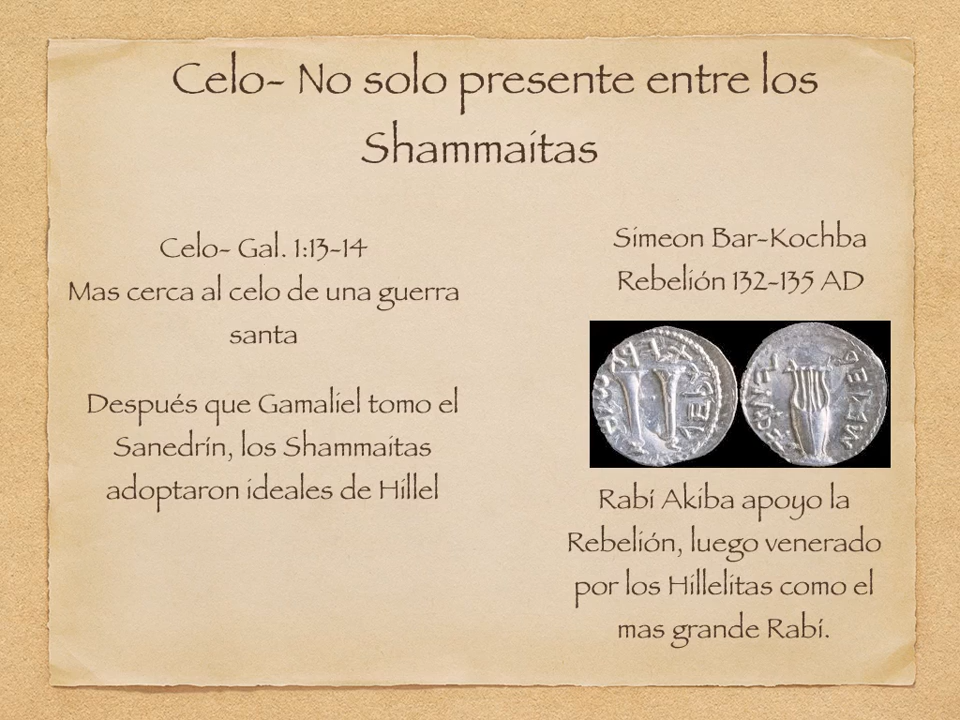 Celo- No solo presente entre los
Shammaitas
Celo- Gal. 1:13-14
Mas cerca al celo de una guerra
santa
Después que Gamaliel tomo el
Sanedrín, los Shammaitas
adoptaron ideales de Hillel
Simeon Bar-Kochba
Rebelión 132-135 AD
Rabí Akiba apoyo la
Rebelión, luego venerado
por los Hillelitas como el
mas grande Rabí.